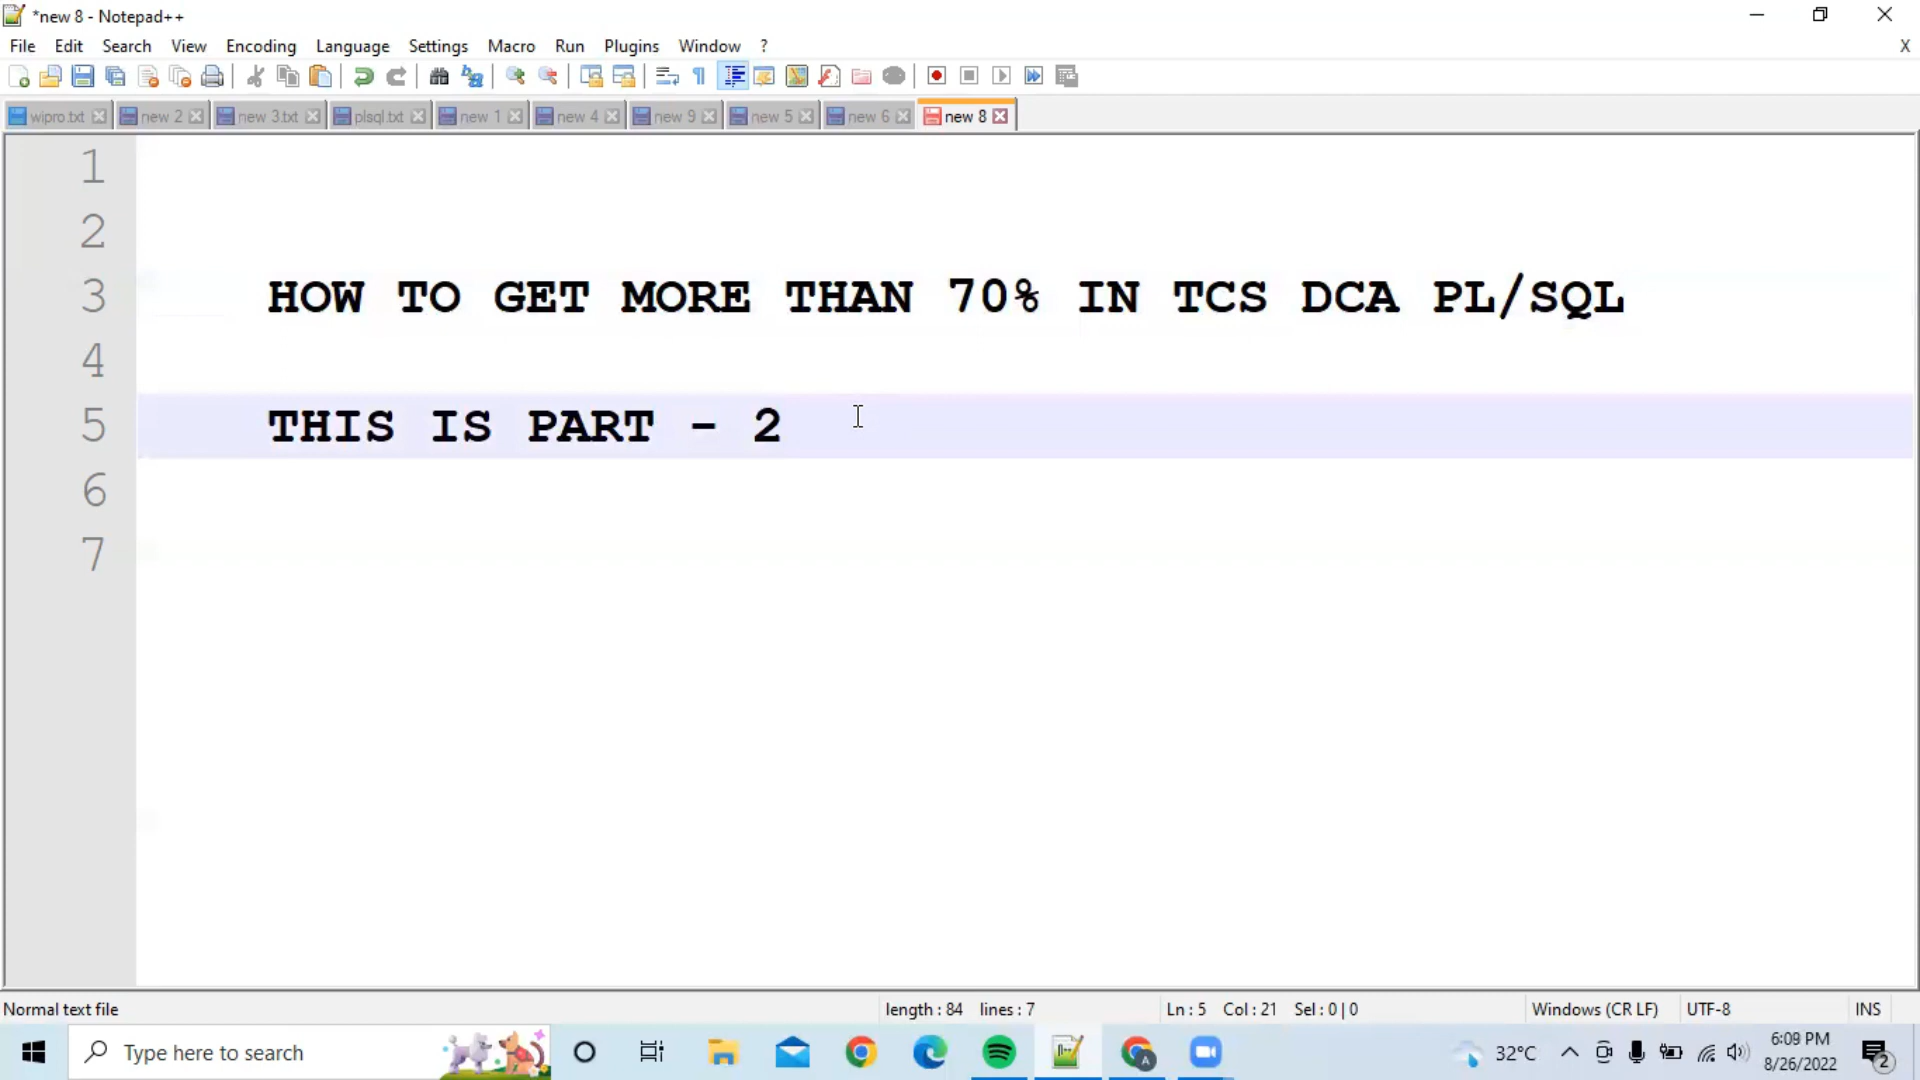 *new 8 - Notepad++
File Edit Search View Encoding Language Settings Macro Run Plugins Window ? X
wipro.txt new 2 new 3.txt plsql.txt new 1 new 4 new 9 new 5 new 6 new 8
1
2
3 HOW TO GET MORE THAN 70% IN TCS DCA PL/SQL
4
5 THIS IS PART - 2
6
7
Normal text file length : 84 lines : 7 Ln : 5 Col : 21 Sel : 0 | 0 Windows (CR LF) UTF-8 INS
Type here to search 32°C 6:09 PM
8/26/2022 2